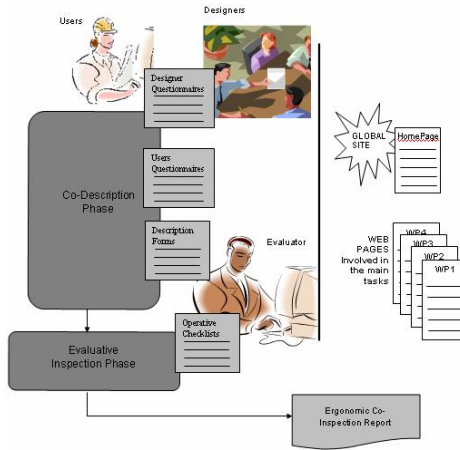 Users
Designers
Designer
Questionnaires
Users
Questionnaires
Co-Description
Phase
Description
Forms
Evaluator
Operative
Checklists
Evaluative
Inspection Phase
Ergonomic Co-
Inspection Report
GLOBAL
SITE
HomePage
WEB
PAGES
Involved in
the main
tasks
WP4
WP3
WP2
WP1